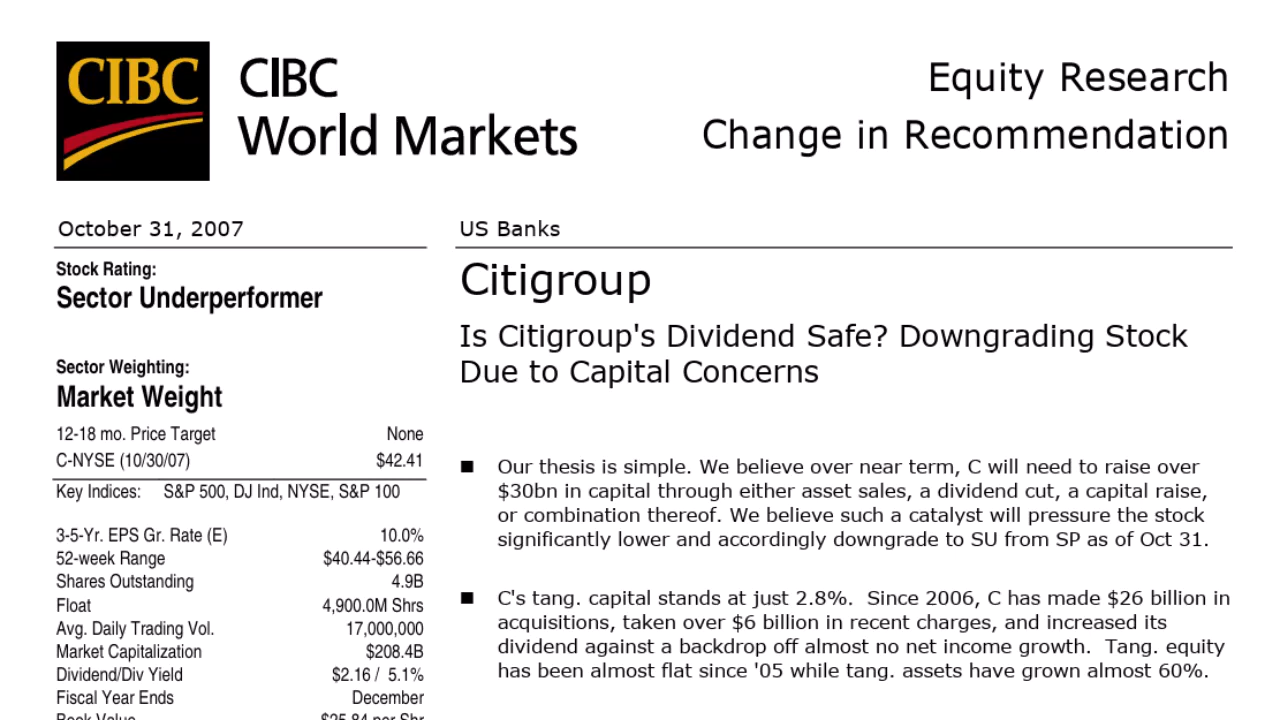 CIBC
CIBC
World Markets
Equity Research
Change in Recommendation
October 31, 2007
Stock Rating:
Sector Underperformer
Sector Weighting:
Market Weight
12-18 mo. Price Target None
C-NYSE (10/30/07) $42.41
Key Indices: S&P 500, DJ Ind, NYSE, S&P 100
3-5-Yr. EPS Gr. Rate (E) 10.0%
52-week Range $40.44-$56.66
Shares Outstanding 4.9B
Float 4,900.0M Shrs
Avg. Daily Trading Vol. 17,000,000
Market Capitalization $208.4B
Dividend/Div Yield $2.16 / 5.1%
Fiscal Year Ends December
Book Value $25.84 per Shr
US Banks
Citigroup
Is Citigroup's Dividend Safe? Downgrading Stock
Due to Capital Concerns
■ Our thesis is simple. We believe over near term, C will need to raise over
$30bn in capital through either asset sales, a dividend cut, a capital raise,
or combination thereof. We believe such a catalyst will pressure the stock
significantly lower and accordingly downgrade to SU from SP as of Oct 31.
■ C's tang. capital stands at just 2.8%. Since 2006, C has made $26 billion in
acquisitions, taken over $6 billion in recent charges, and increased its
dividend against a backdrop off almost no net income growth. Tang. equity
has been almost flat since '05 while tang. assets have grown almost 60%.